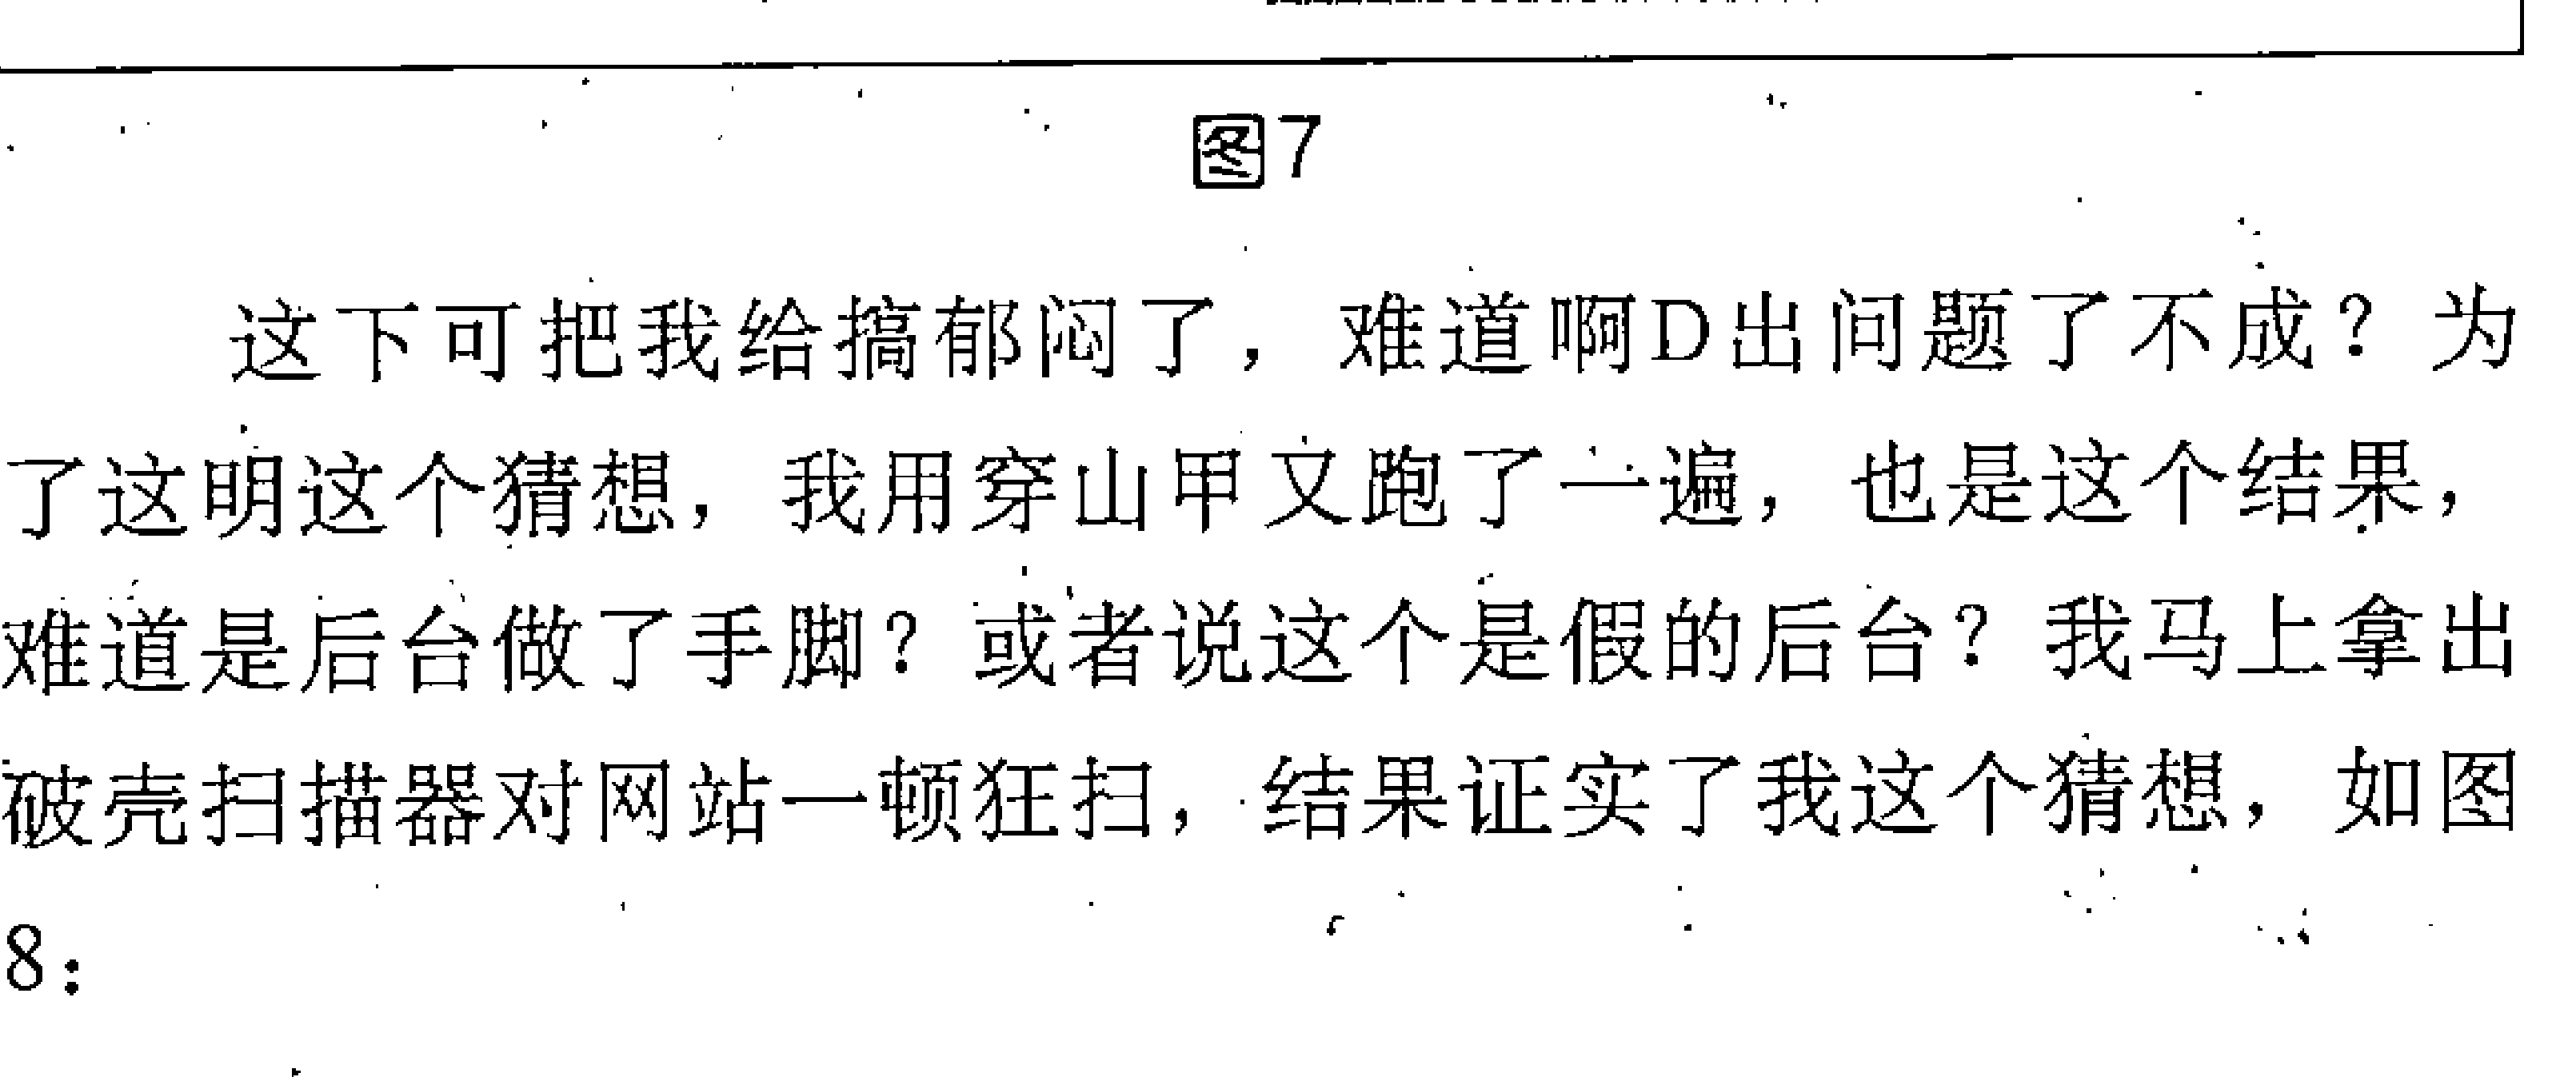 图7
这下可把我给搞郁闷了，难道啊D出问题了不成？为
了这明这个猜想，我用穿山甲又跑了一遍，也是这个结果，
难道是后台做了手脚？或者说这个是假的后台？我马上拿出
破壳扫描器对网站一顿狂扫，结果证实了我这个猜想，如图
8：